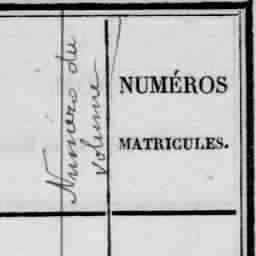 Numéro du
volume
NUMÉROS
MATRICULES.